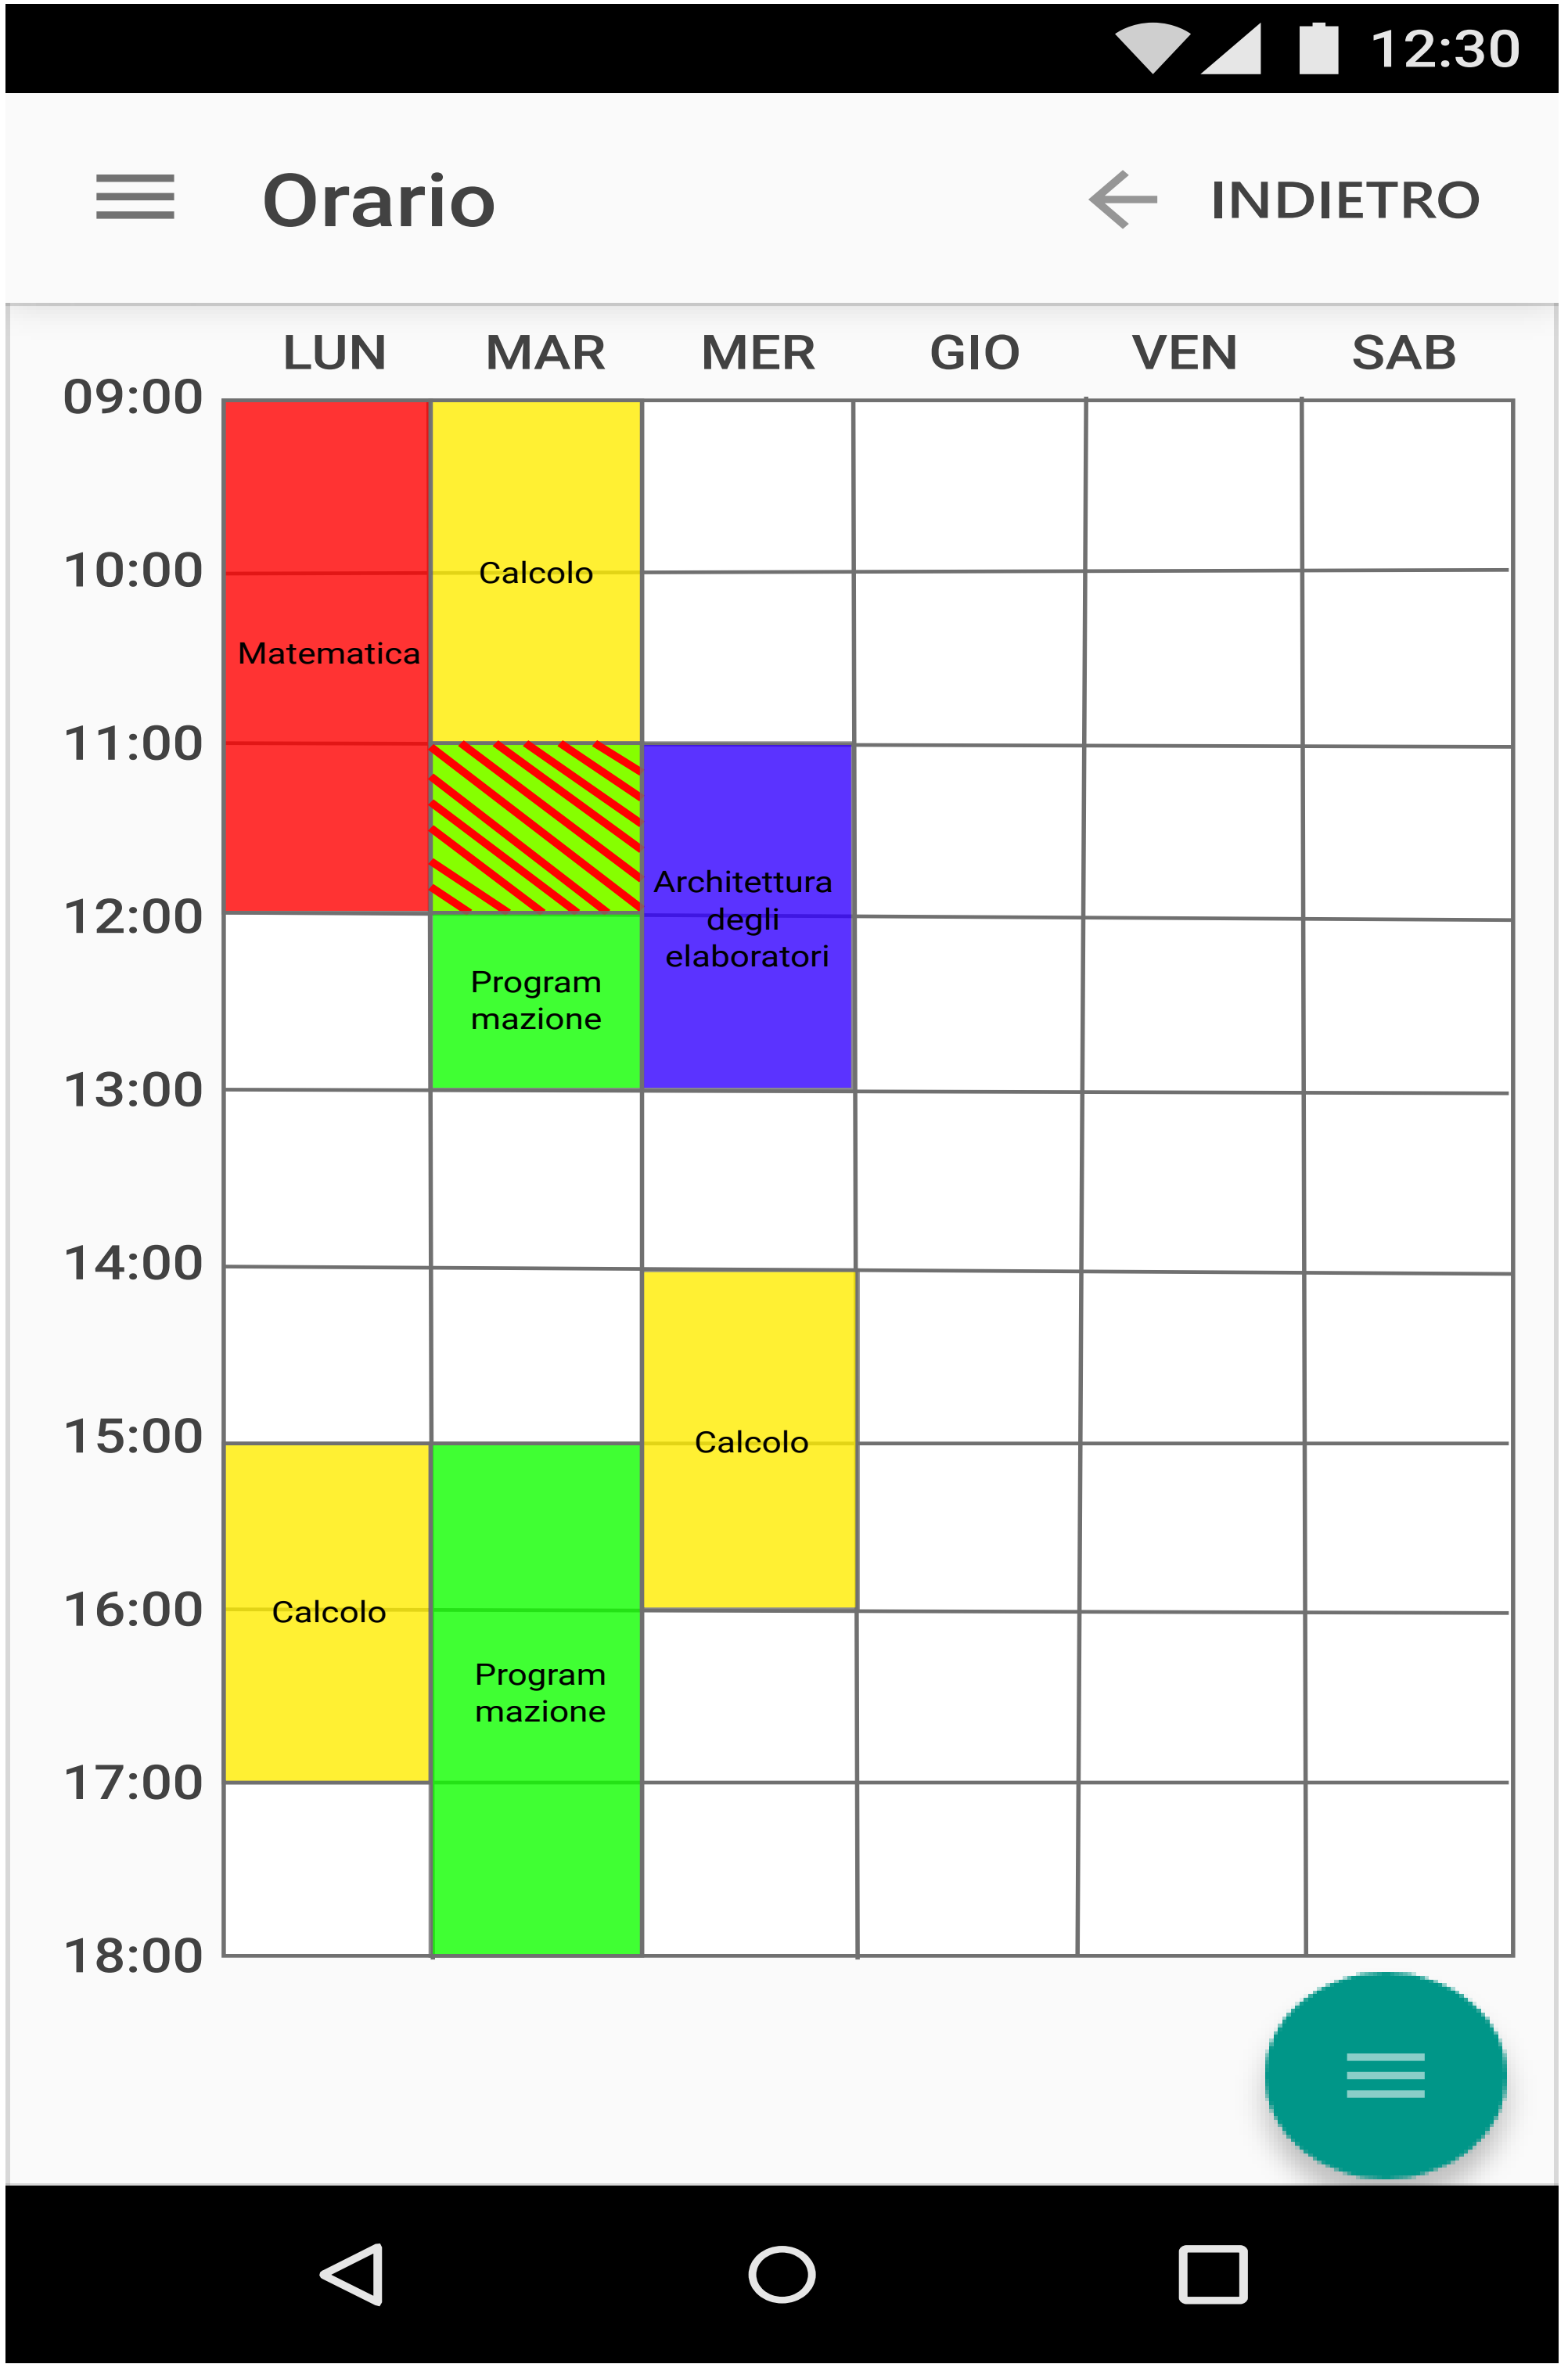 12:30
Orario
INDIETRO
LUN MAR MER GIO VEN SAB
09:00
10:00
Calcolo
Matematica
11:00
Architettura
degli
elaboratori
12:00
Program
mazione
13:00
14:00
15:00
Calcolo
16:00
Calcolo
Program
mazione
17:00
18:00